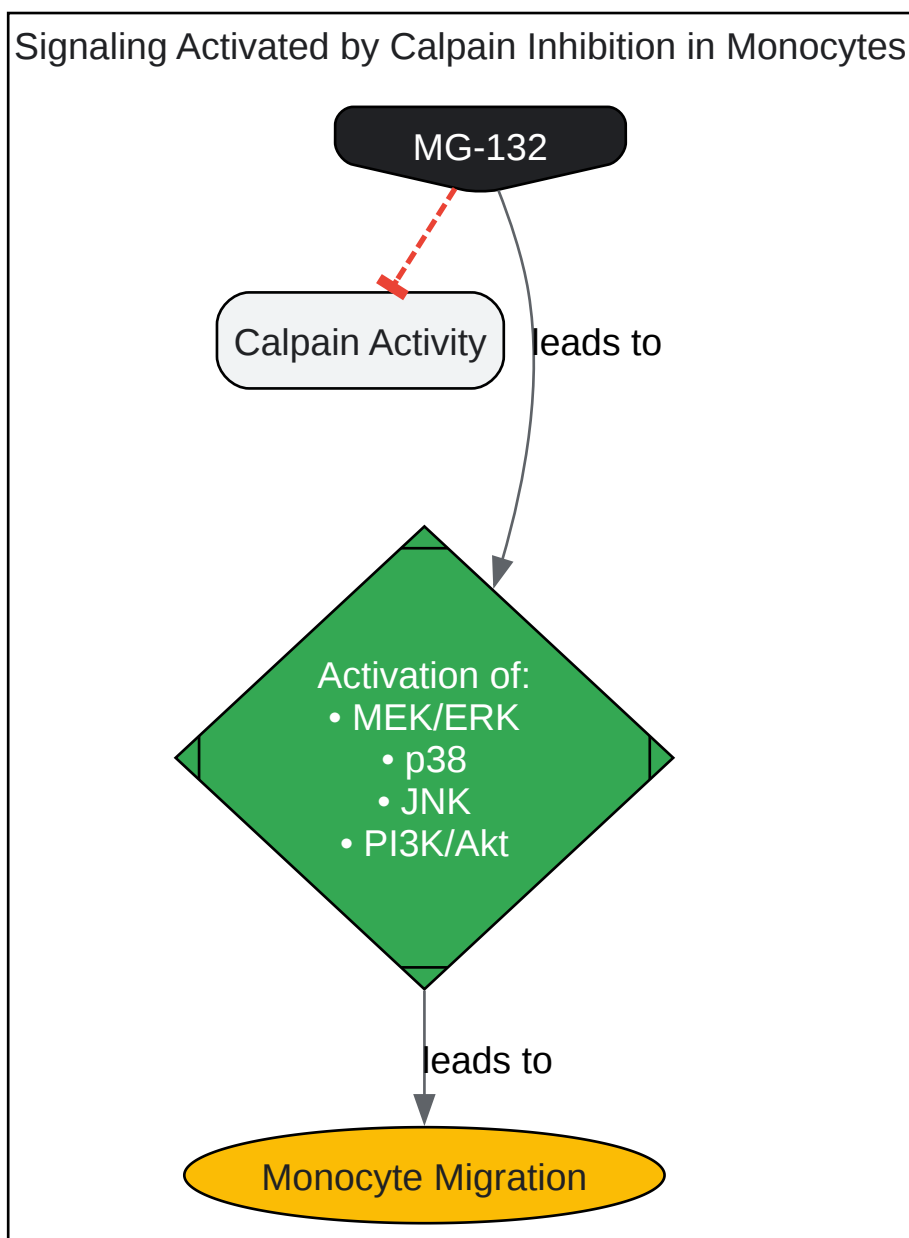 Signaling Activated by Calpain Inhibition in Monocytes
MG-132
Calpain Activity
leads to
Activation of:
• MEK/ERK
• p38
• JNK
• PI3K/Akt
leads to
Monocyte Migration